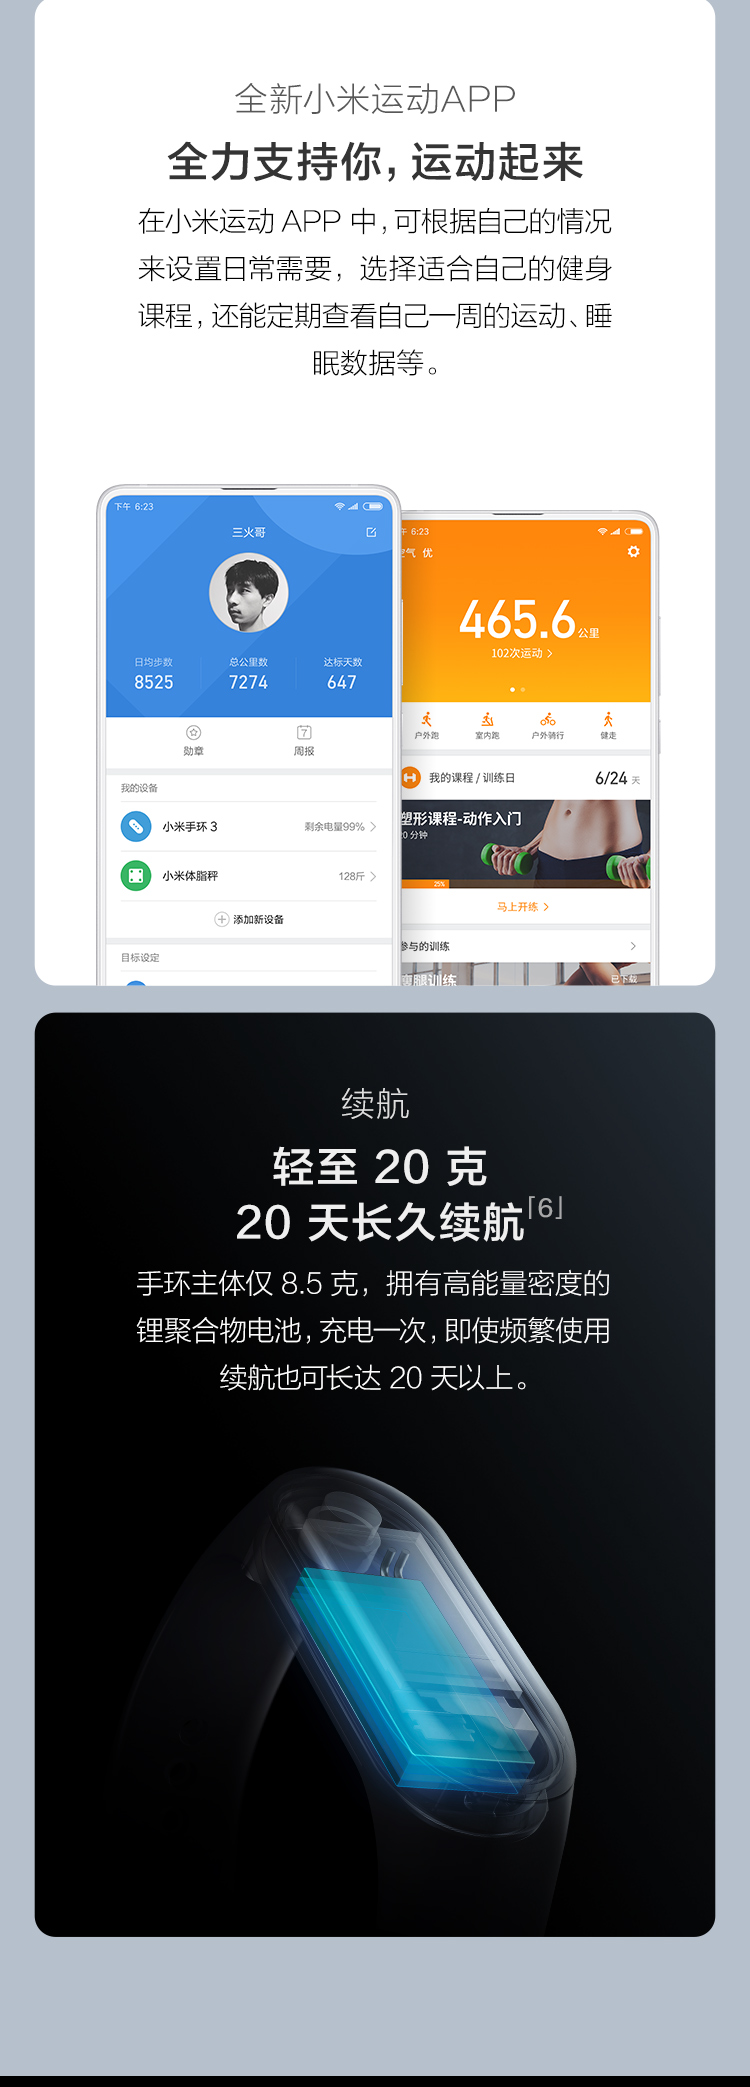 全新小米运动APP
全力支持你，运动起来
在小米运动 APP 中，可根据自己的情况
来设置日常需要，选择适合自己的健身
课程，还能定期查看自己一周的运动、睡
眠数据等。
下午 6:23
三火哥
日均步数 总公里数 达标天数
8525 7274 647
勋章 周报
7
我的设备
小米手环 3 剩余电量99%
小米体脂秤 128斤
添加新设备
目标设定
午 6:23
空气 优
465.6公里
102次运动
户外跑 室内跑 户外骑行 健走
我的课程 / 训练日 6/24 天
塑形课程-动作入门
20 分钟
25%
马上开练
参与的训练
瘦腿训练 已下载
续航
轻至 20 克
20 天长久续航「6」
手环主体仅 8.5 克，拥有高能量密度的
锂聚合物电池，充电一次，即使频繁使用
续航也可长达 20 天以上。